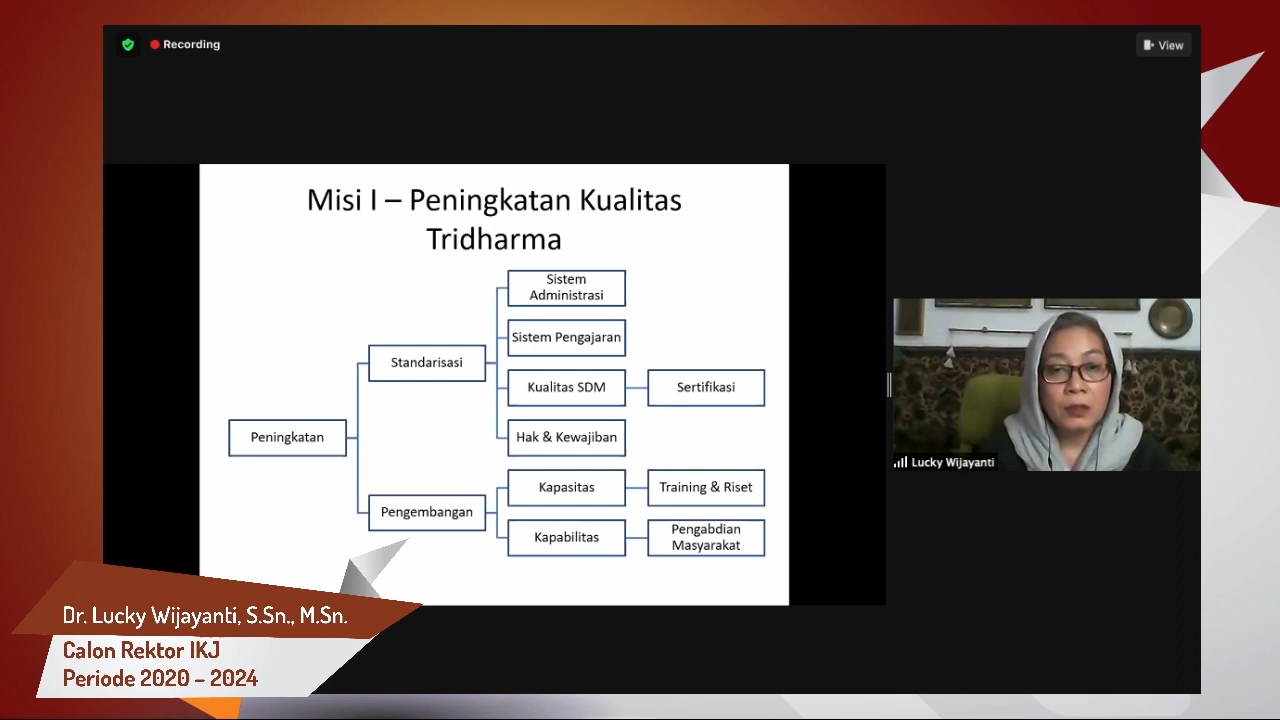 Recording
View
Misi I – Peningkatan Kualitas
Tridharma
Peningkatan
Standarisasi
Sistem
Administrasi
Sistem Pengajaran
Kualitas SDM
Sertifikasi
Hak & Kewajiban
Pengembangan
Kapasitas
Training & Riset
Kapabilitas
Pengabdian
Masyarakat
Lucky Wijayanti
Dr. Lucky Wijayanti, S.Sn., M.Sn.
Calon Rektor IKJ
Periode 2020 – 2024